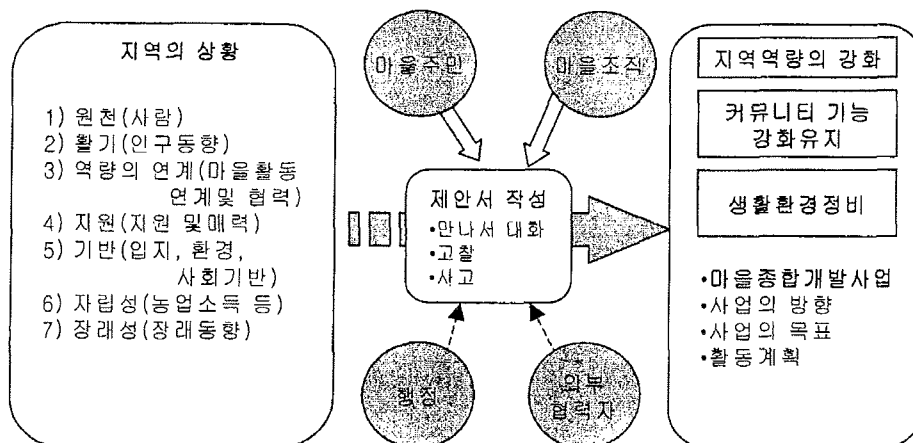 지역의 상황
1) 원천(사람)
2) 활기(인구동향)
3) 역량의 연계(마을활동
연계및 협력)
4) 지원(지원 및매력)
5) 기반(입지, 환경,
사회기반)
6) 자립성(농업소득 등)
7) 장래성(장래동향)
마을주민
마을조직
제안서 작성
•만나서 대화
•고찰
•사고
행정
외부
협력자
지역역량의 강화
커뮤니티 기능
강화유지
생활환경정비
•마을종합개발사업
•사업의 방향
•사업의 목표
•활동계획